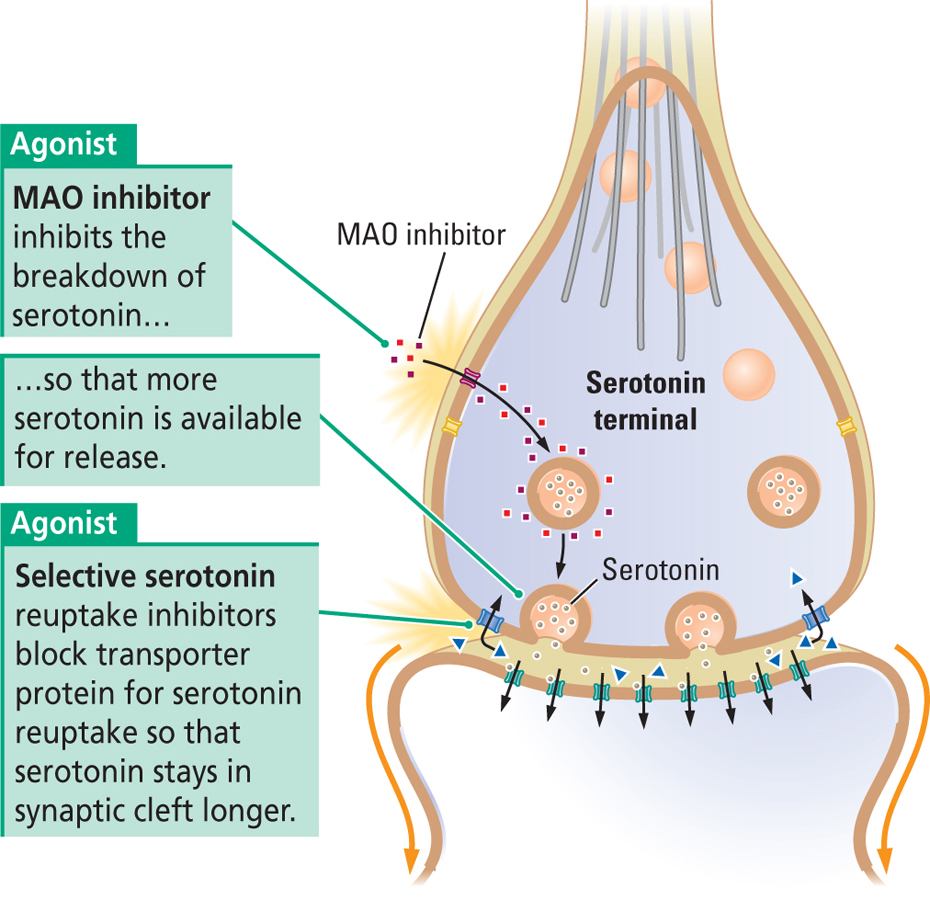 Agonist
MAO inhibitor
inhibits the
breakdown of
serotonin...
...so that more
serotonin is available
for release.
Agonist
Selective serotonin
reuptake inhibitors
block transporter
protein for serotonin
reuptake so that
serotonin stays in
synaptic cleft longer.
MAO inhibitor
Serotonin
terminal
Serotonin